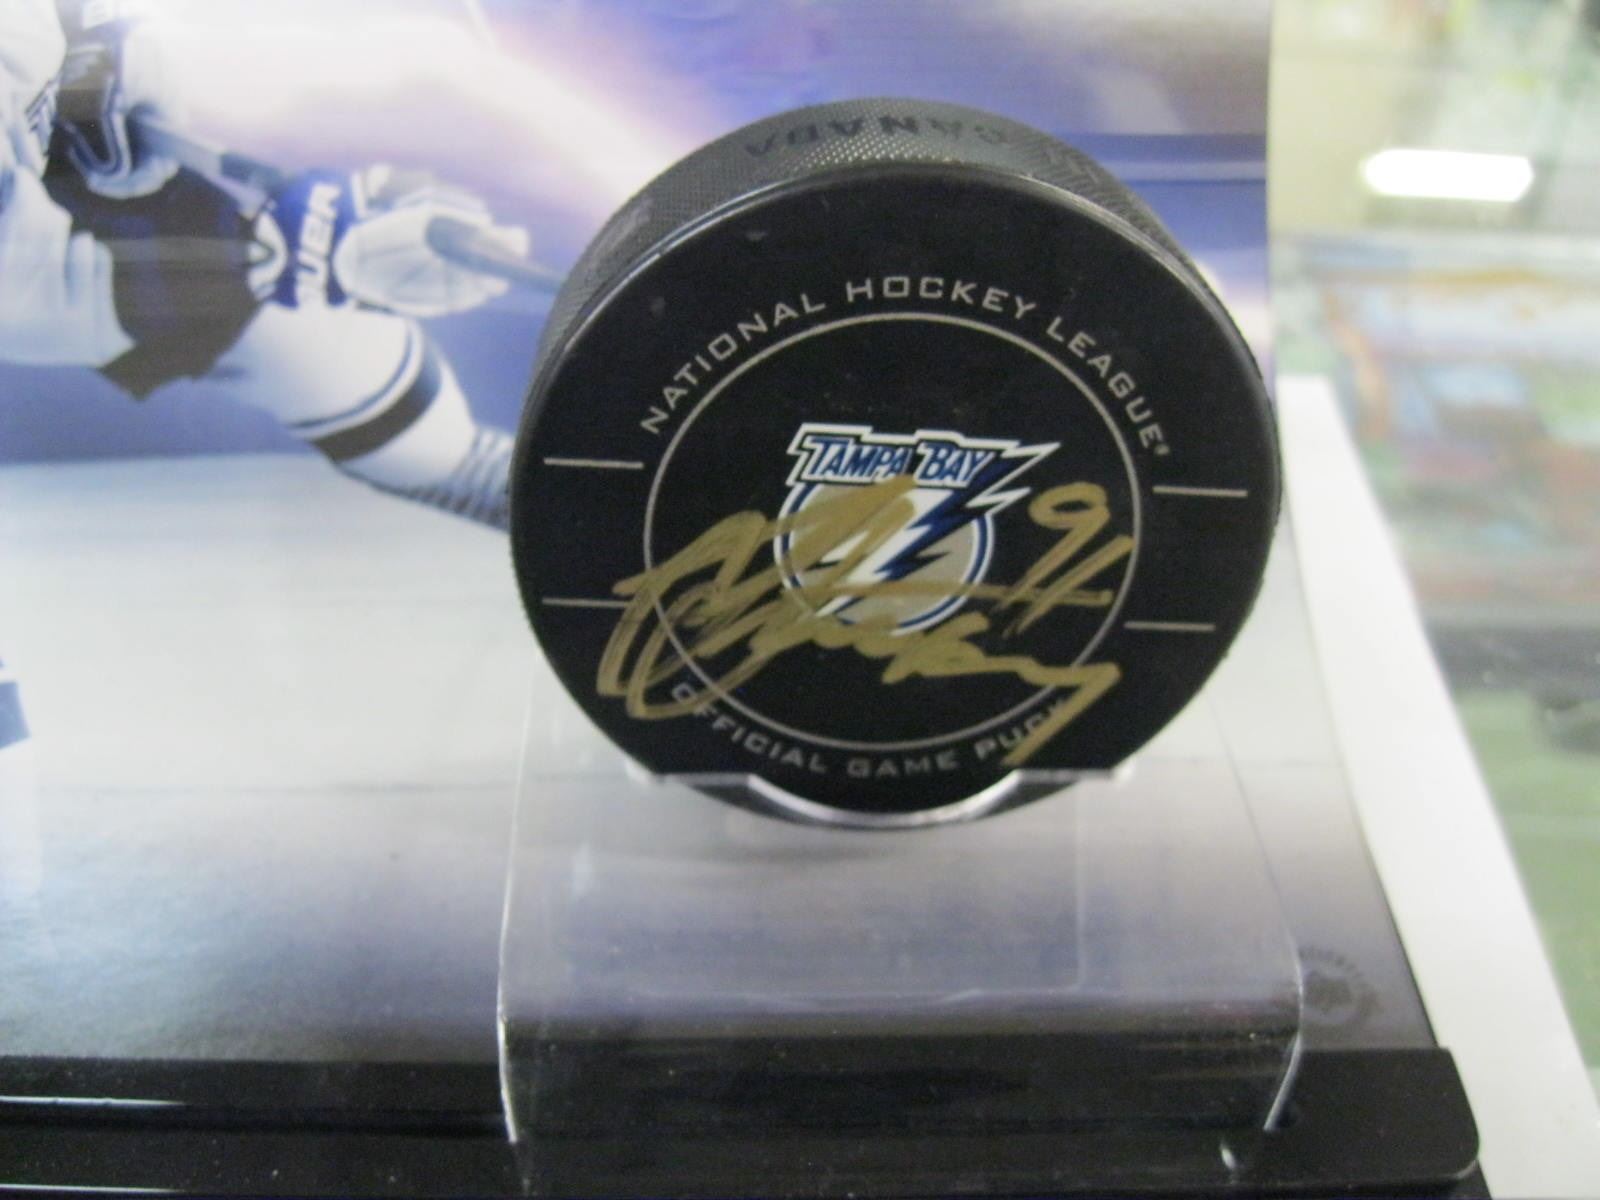 CANADA
NATIONAL HOCKEY LEAGUE
TAMPA BAY
91
OFFICIAL GAME PUCK